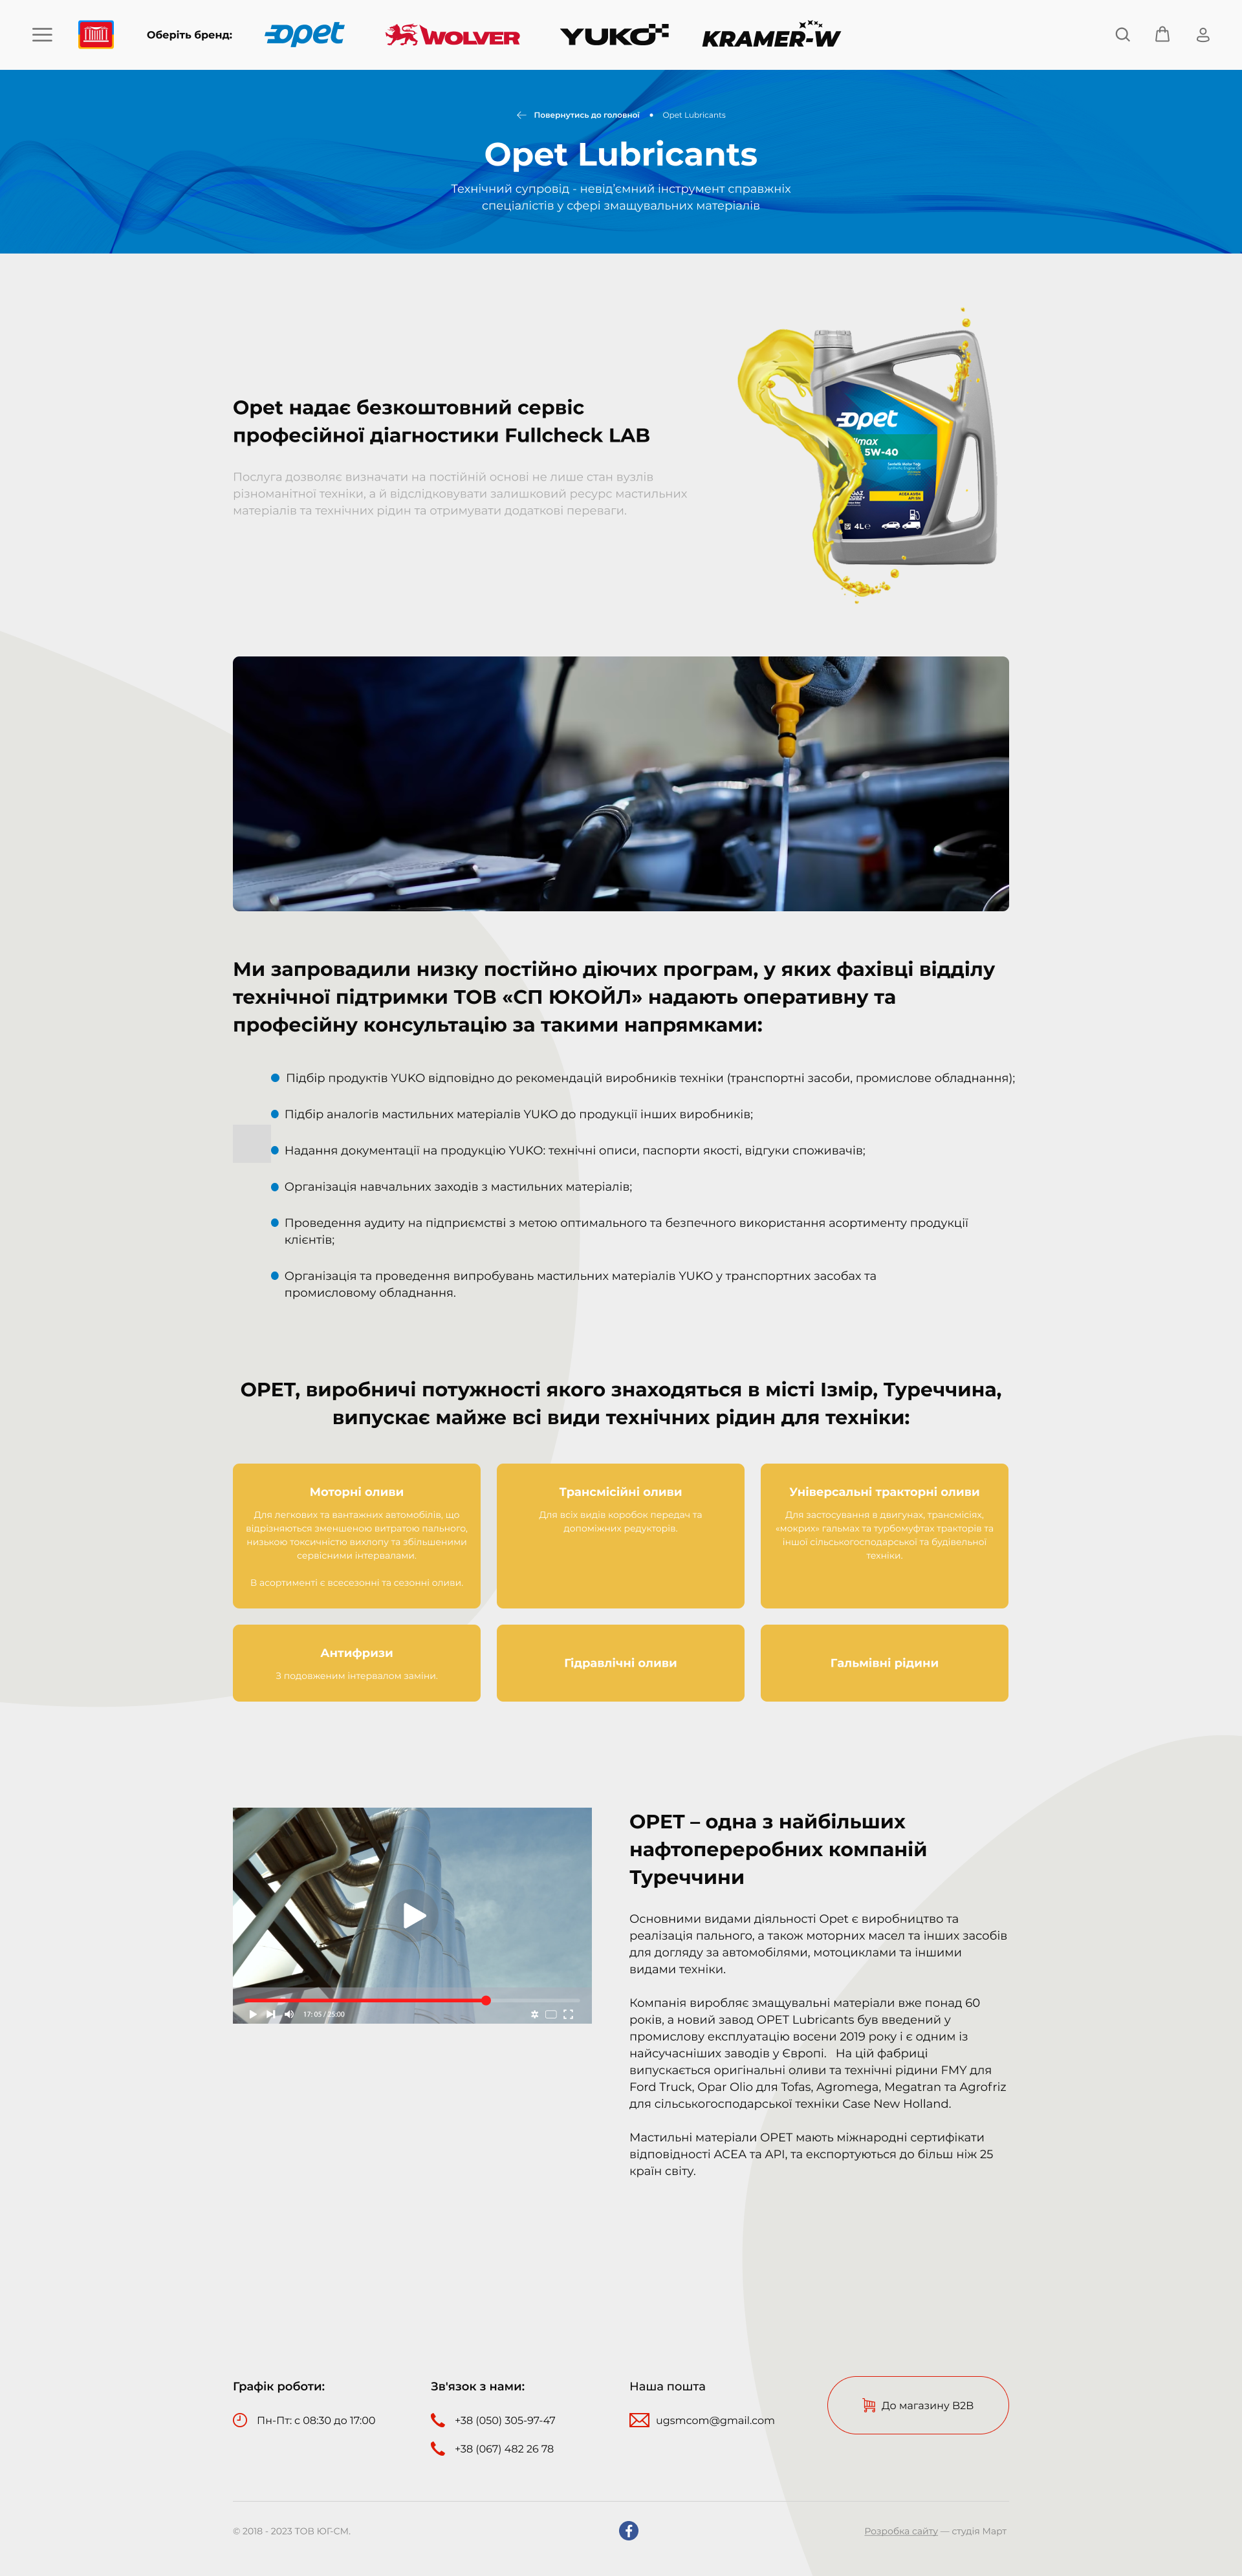 Оберіть бренд:
Opet
WOLVER
YUKO
KRAMER-W
Повернутись до головної
Opet Lubricants
Opet Lubricants
Технічний супровід - невід’ємний інструмент справжніх
спеціалістів у сфері змащувальних матеріалів
Opet надає безкоштовний сервіс
професійної діагностики Fullcheck LAB
Послуга дозволяє визначати на постійній основі не лише стан вузлів
різноманітної техніки, а й відслідковувати залишковий ресурс мастильних
матеріалів та технічних рідин та отримувати додаткові переваги.
Opet
5W-40
4L
Ми запровадили низку постійно діючих програм, у яких фахівці відділу
технічної підтримки ТОВ «СП ЮКОЙЛ» надають оперативну та
професійну консультацію за такими напрямками:
Підбір продуктів YUKO відповідно до рекомендацій виробників техніки (транспортні засоби, промислове обладнання);
Підбір аналогів мастильних матеріалів YUKO до продукції інших виробників;
Надання документації на продукцію YUKO: технічні описи, паспорти якості, відгуки споживачів;
Організація навчальних заходів з мастильних матеріалів;
Проведення аудиту на підприємстві з метою оптимального та безпечного використання асортименту продукції
клієнтів;
Організація та проведення випробувань мастильних матеріалів YUKO у транспортних засобах та
промисловому обладнання.
OPET, виробничі потужності якого знаходяться в місті Ізмір, Туреччина,
випускає майже всі види технічних рідин для техніки:
Моторні оливи
Для легкових та вантажних автомобілів, що
відрізняються зменшеною витратою пального,
низькою токсичністю вихлопу та збільшеними
сервісними інтервалами.
В асортименті є всесезонні та сезонні оливи.
Трансмісійні оливи
Для всіх видів коробок передач та
допоміжних редукторів.
Універсальні тракторні оливи
Для застосування в двигунах, трансмісіях,
«мокрих» гальмах та турбомуфтах тракторів та
іншої сільськогосподарської та будівельної
техніки.
Антифризи
З подовженим інтервалом заміни.
Гідравлічні оливи
Гальмівні рідини
17: 05 / 25:00
OPET – одна з найбільших
нафтопереробних компаній
Туреччини
Основними видами діяльності Opet є виробництво та
реалізація пального, а також моторних масел та інших засобів
для догляду за автомобілями, мотоциклами та іншими
видами техніки.
Компанія виробляє змащувальні матеріали вже понад 60
років, а новий завод OPET Lubricants був введений у
промислову експлуатацію восени 2019 року і є одним із
найсучасніших заводів у Європі. На цій фабриці
випускається оригінальні оливи та технічні рідини FMY для
Ford Truck, Opar Olio для Tofas, Agromega, Megatran та Agrofriz
для сільськогосподарської техніки Case New Holland.
Мастильні матеріали OPET мають міжнародні сертифікати
відповідності ACEA та API, та експортуються до більш ніж 25
країн світу.
Графік роботи:
Пн-Пт: с 08:30 до 17:00
Зв'язок з нами:
+38 (050) 305-97-47
+38 (067) 482 26 78
Наша пошта
ugsmcom@gmail.com
До магазину B2B
© 2018 - 2023 ТОВ ЮГ-СМ.
Розробка сайту — студія Март